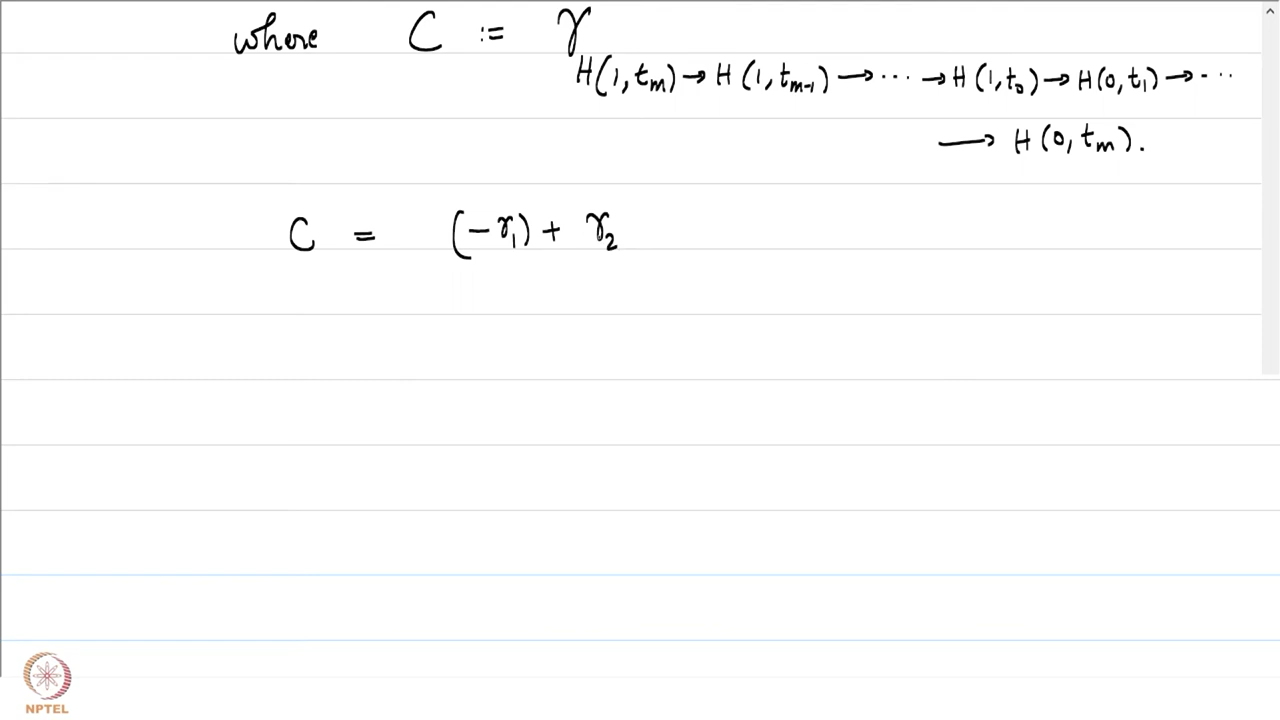 where C := γ
H(1, tm) → H(1, tm-1) → ··· → H(1, t0) → H(0, t1) → ···
→ H(0, tm).
C = (-γ1) + γ2
NPTEL